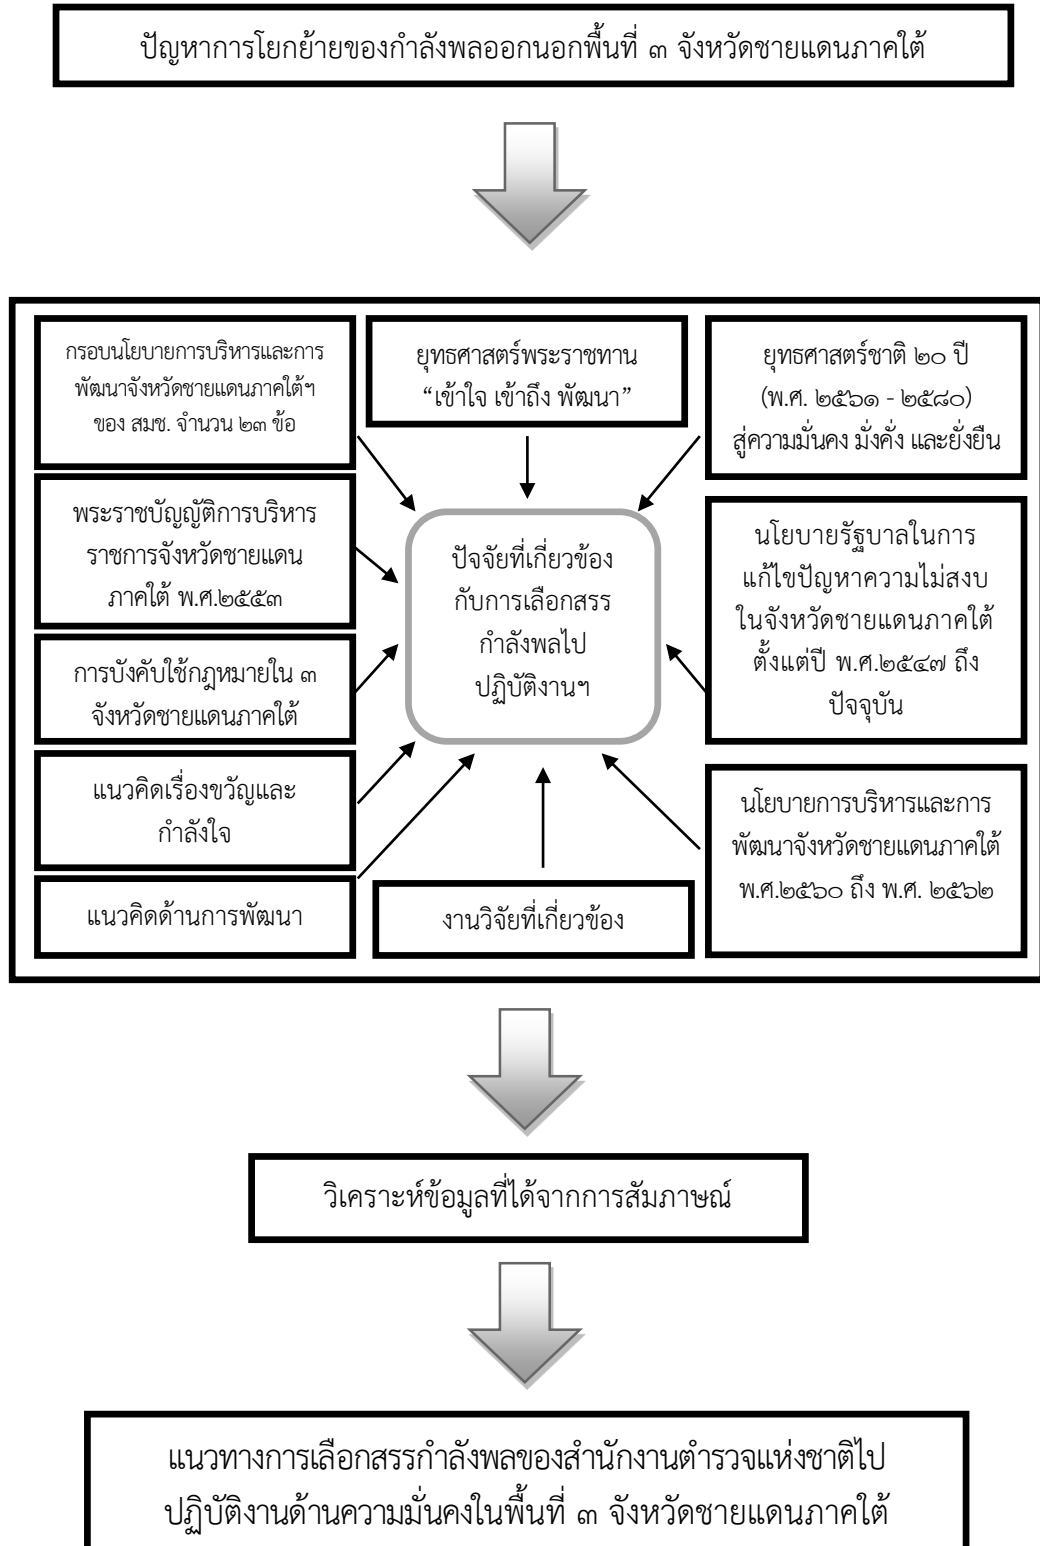 ปัญหาการโยกย้ายของกำลังพลออกนอกพื้นที่ ๓ จังหวัดชายแดนภาคใต้
กรอบนโยบายการบริหารและการ
พัฒนาจังหวัดชายแดนภาคใต้ฯ
ของ สมช. จำนวน ๒๓ ข้อ
ยุทธศาสตร์พระราชทาน
“เข้าใจ เข้าถึง พัฒนา”
ยุทธศาสตร์ชาติ ๒๐ ปี
(พ.ศ. ๒๕๖๑ - ๒๕๘๐)
สู่ความมั่นคง มั่งคั่ง และยั่งยืน
พระราชบัญญัติการบริหาร
ราชการจังหวัดชายแดน
ภาคใต้ พ.ศ.๒๕๕๓
ปัจจัยที่เกี่ยวข้อง
กับการเลือกสรร
กำลังพลไป
ปฏิบัติงานฯ
นโยบายรัฐบาลในการ
แก้ไขปัญหาความไม่สงบ
ในจังหวัดชายแดนภาคใต้
ตั้งแต่ปี พ.ศ.๒๕๔๗ ถึง
ปัจจุบัน
การบังคับใช้กฎหมายใน ๓
จังหวัดชายแดนภาคใต้
แนวคิดเรื่องขวัญและ
กำลังใจ
นโยบายการบริหารและการ
พัฒนาจังหวัดชายแดนภาคใต้
พ.ศ.๒๕๖๐ ถึง พ.ศ. ๒๕๖๒
แนวคิดด้านการพัฒนา
งานวิจัยที่เกี่ยวข้อง
วิเคราะห์ข้อมูลที่ได้จากการสัมภาษณ์
แนวทางการเลือกสรรกำลังพลของสำนักงานตำรวจแห่งชาติไป
ปฏิบัติงานด้านความมั่นคงในพื้นที่ ๓ จังหวัดชายแดนภาคใต้